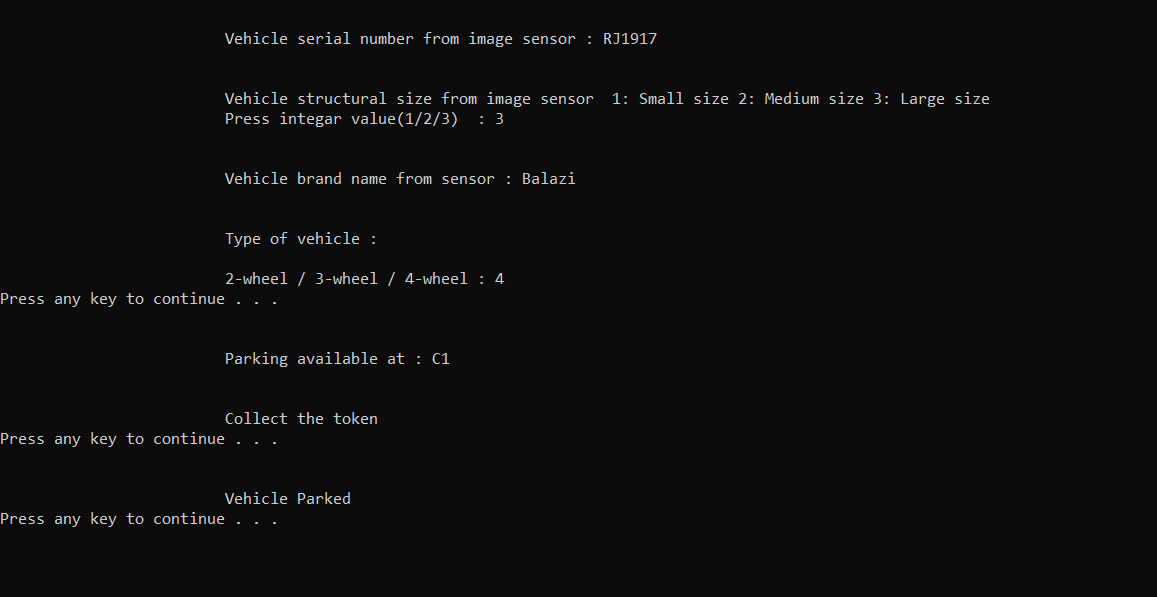 Vehicle serial number from image sensor : RJ1917
Vehicle structural size from image sensor  1: Small size 2: Medium size 3: Large size
Press integar value(1/2/3)  : 3
Vehicle brand name from sensor : Balazi
Type of vehicle :
2-wheel / 3-wheel / 4-wheel : 4
Press any key to continue . . .
Parking available at : C1
Collect the token
Press any key to continue . . .
Vehicle Parked
Press any key to continue . . .